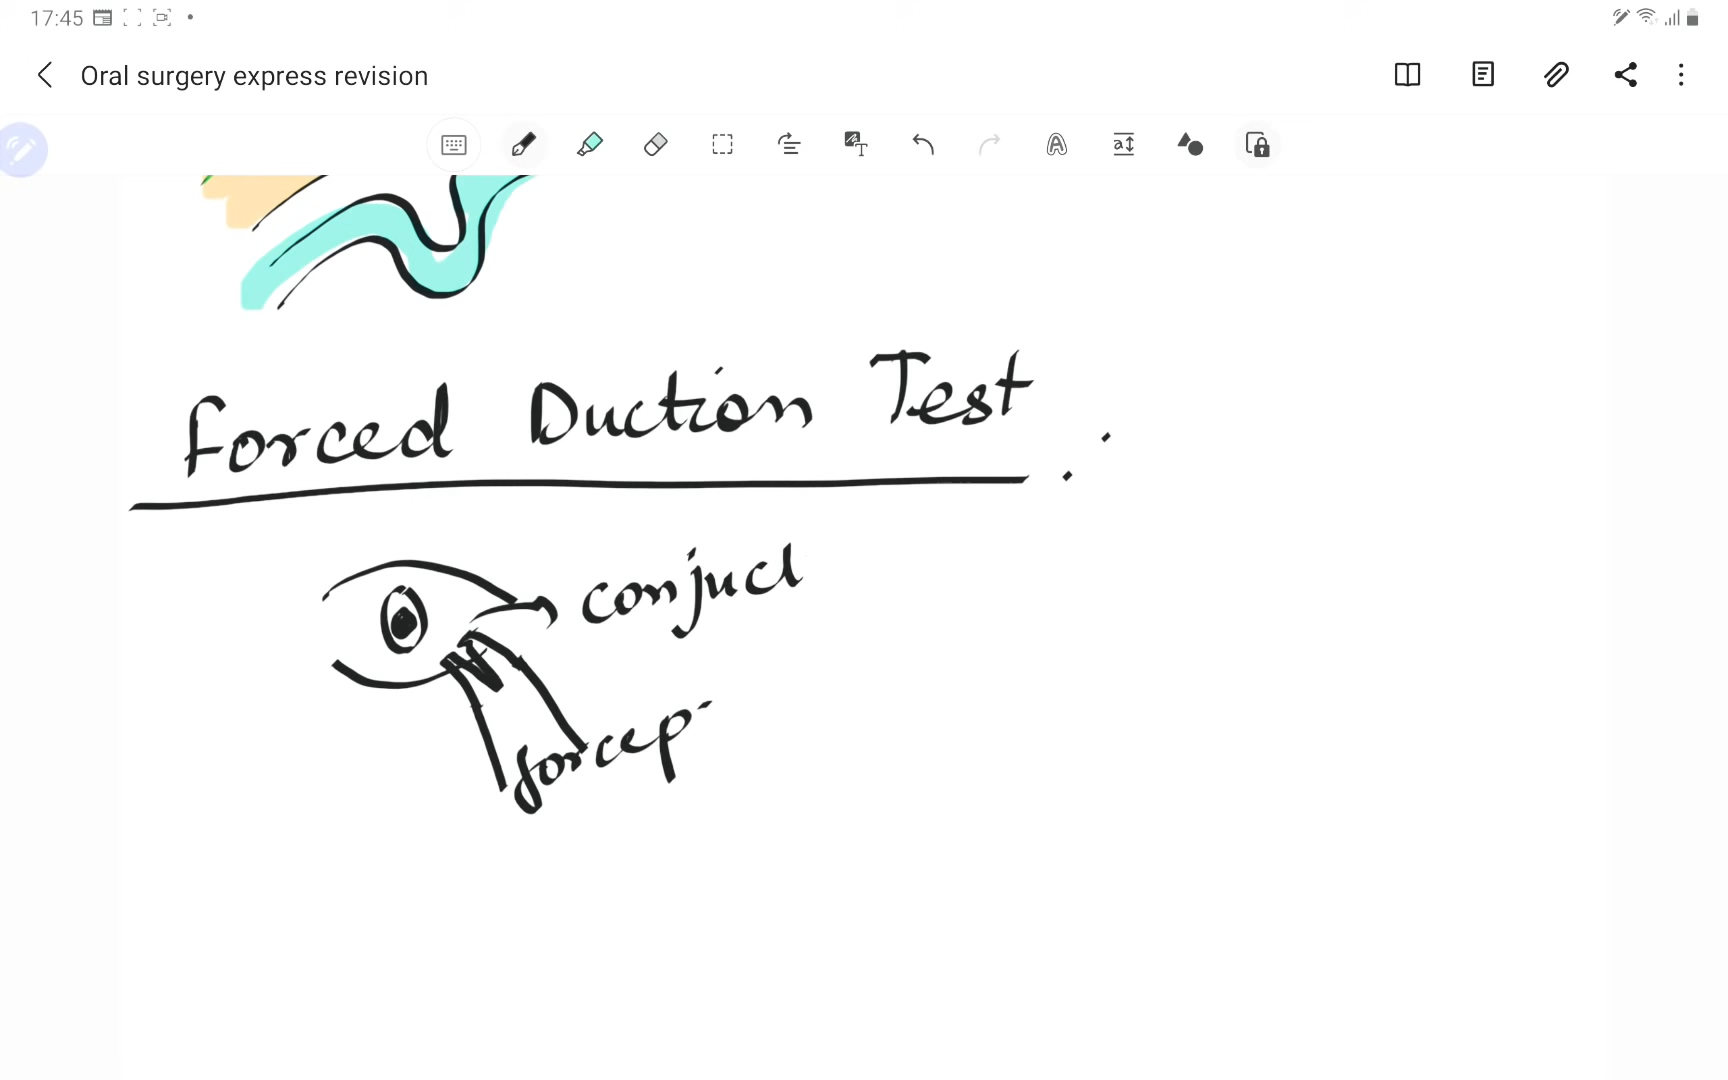 17:45
Oral surgery express revision
Forced Duction Test :
conjuct
forcep